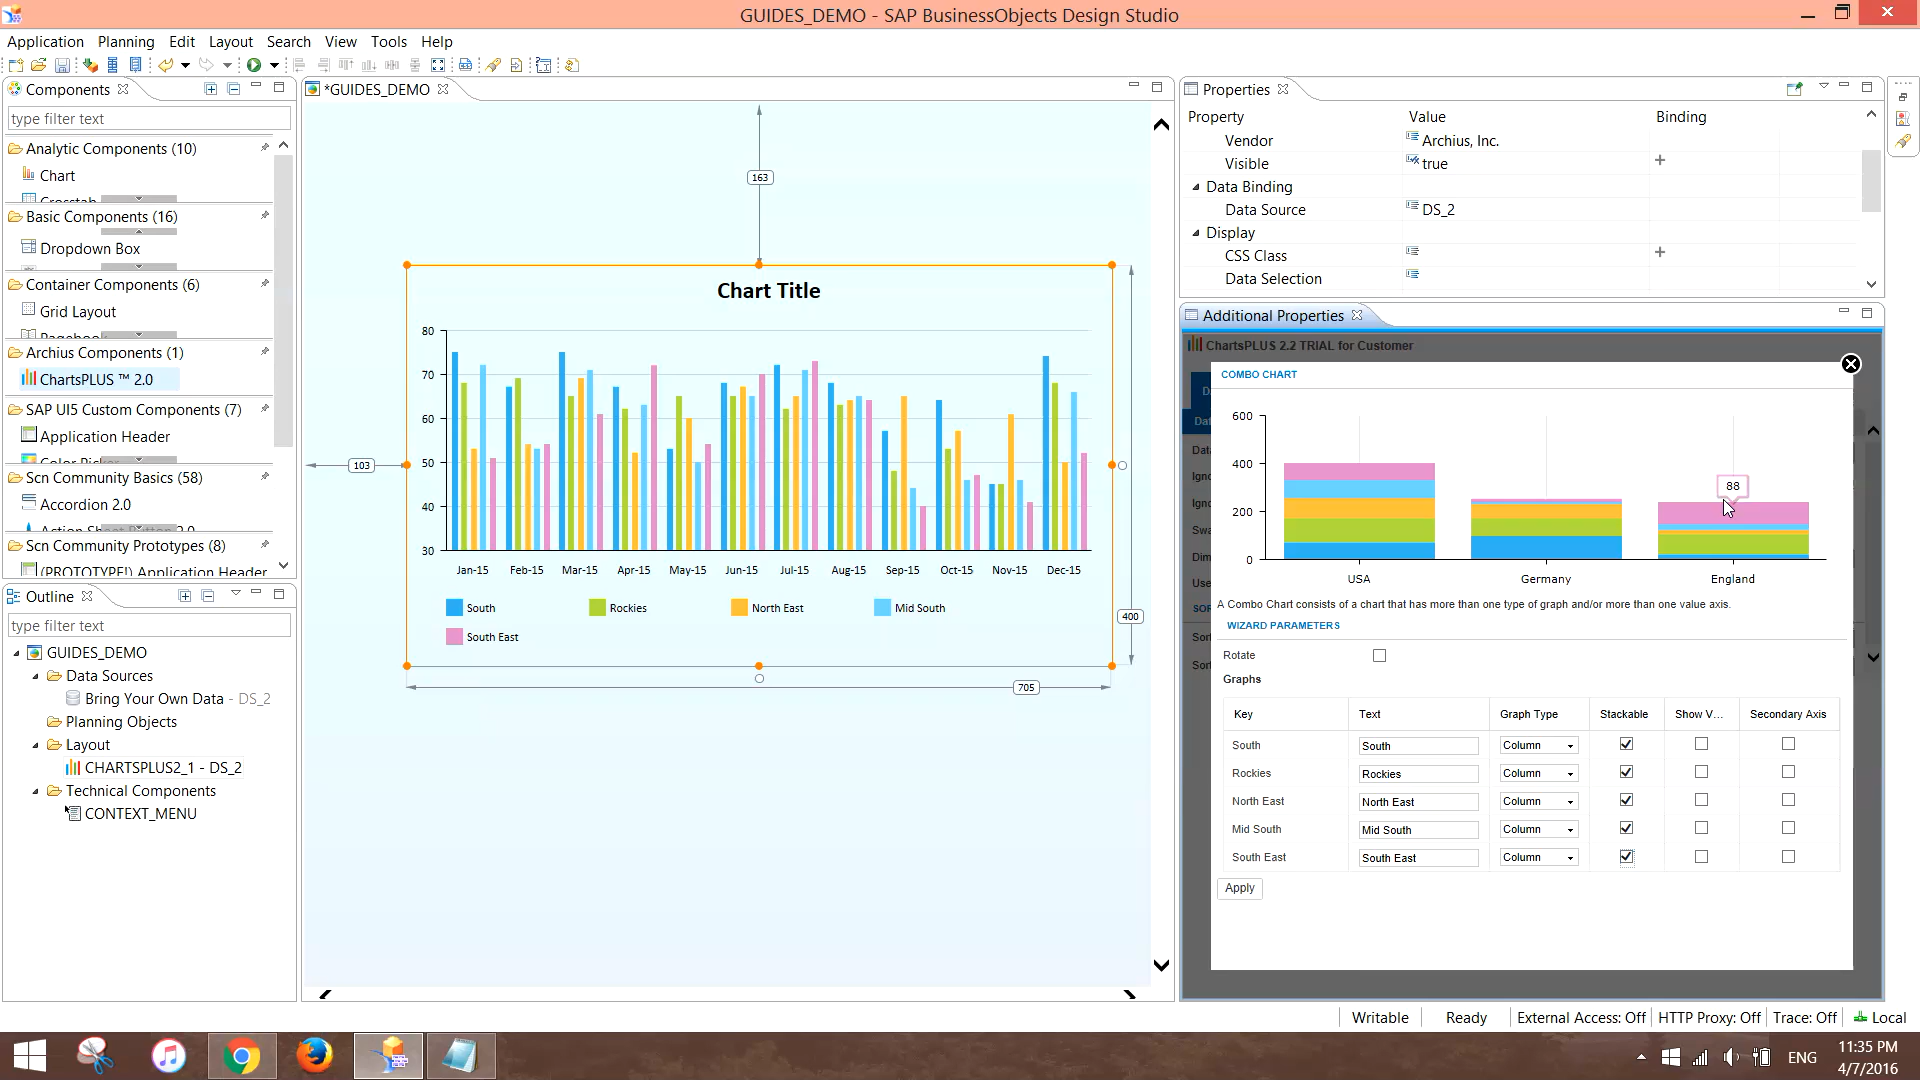 GUIDES_DEMO - SAP BusinessObjects Design Studio
Application Planning Edit Layout Search View Tools Help
Components
type filter text
Analytic Components (10)
Chart
Crosstab
Basic Components (16)
Dropdown Box
Container Components (6)
Grid Layout
Archius Components (1)
ChartsPLUS ™ 2.0
SAP UI5 Custom Components (7)
Application Header
Color Picker
Scn Community Basics (58)
Accordion 2.0
Action Sheet Button 2.0
Scn Community Prototypes (8)
(PROTOTYPE!) Application Header
Outline
type filter text
GUIDES_DEMO
Data Sources
Bring Your Own Data - DS_2
Planning Objects
Layout
CHARTSPLUS2_1 - DS_2
Technical Components
CONTEXT_MENU
*GUIDES_DEMO
163
103
400
705
Chart Title
80
70
60
50
40
30
Jan-15 Feb-15 Mar-15 Apr-15 May-15 Jun-15 Jul-15 Aug-15 Sep-15 Oct-15 Nov-15 Dec-15
South Rockies North East Mid South
South East
Properties
Property Value Binding
Vendor Archius, Inc.
Visible true +
Data Binding
Data Source DS_2
Display
CSS Class +
Data Selection
Additional Properties
ChartsPLUS 2.2 TRIAL for Customer
COMBO CHART
600
400
200
0
88
USA Germany England
A Combo Chart consists of a chart that has more than one type of graph and/or more than one value axis.
WIZARD PARAMETERS
Rotate
Graphs
Key Text Graph Type Stackable Show V... Secondary Axis
South South Column
Rockies Rockies Column
North East North East Column
Mid South Mid South Column
South East South East Column
Apply
Writable Ready External Access: Off HTTP Proxy: Off Trace: Off Local
ENG
11:35 PM
4/7/2016